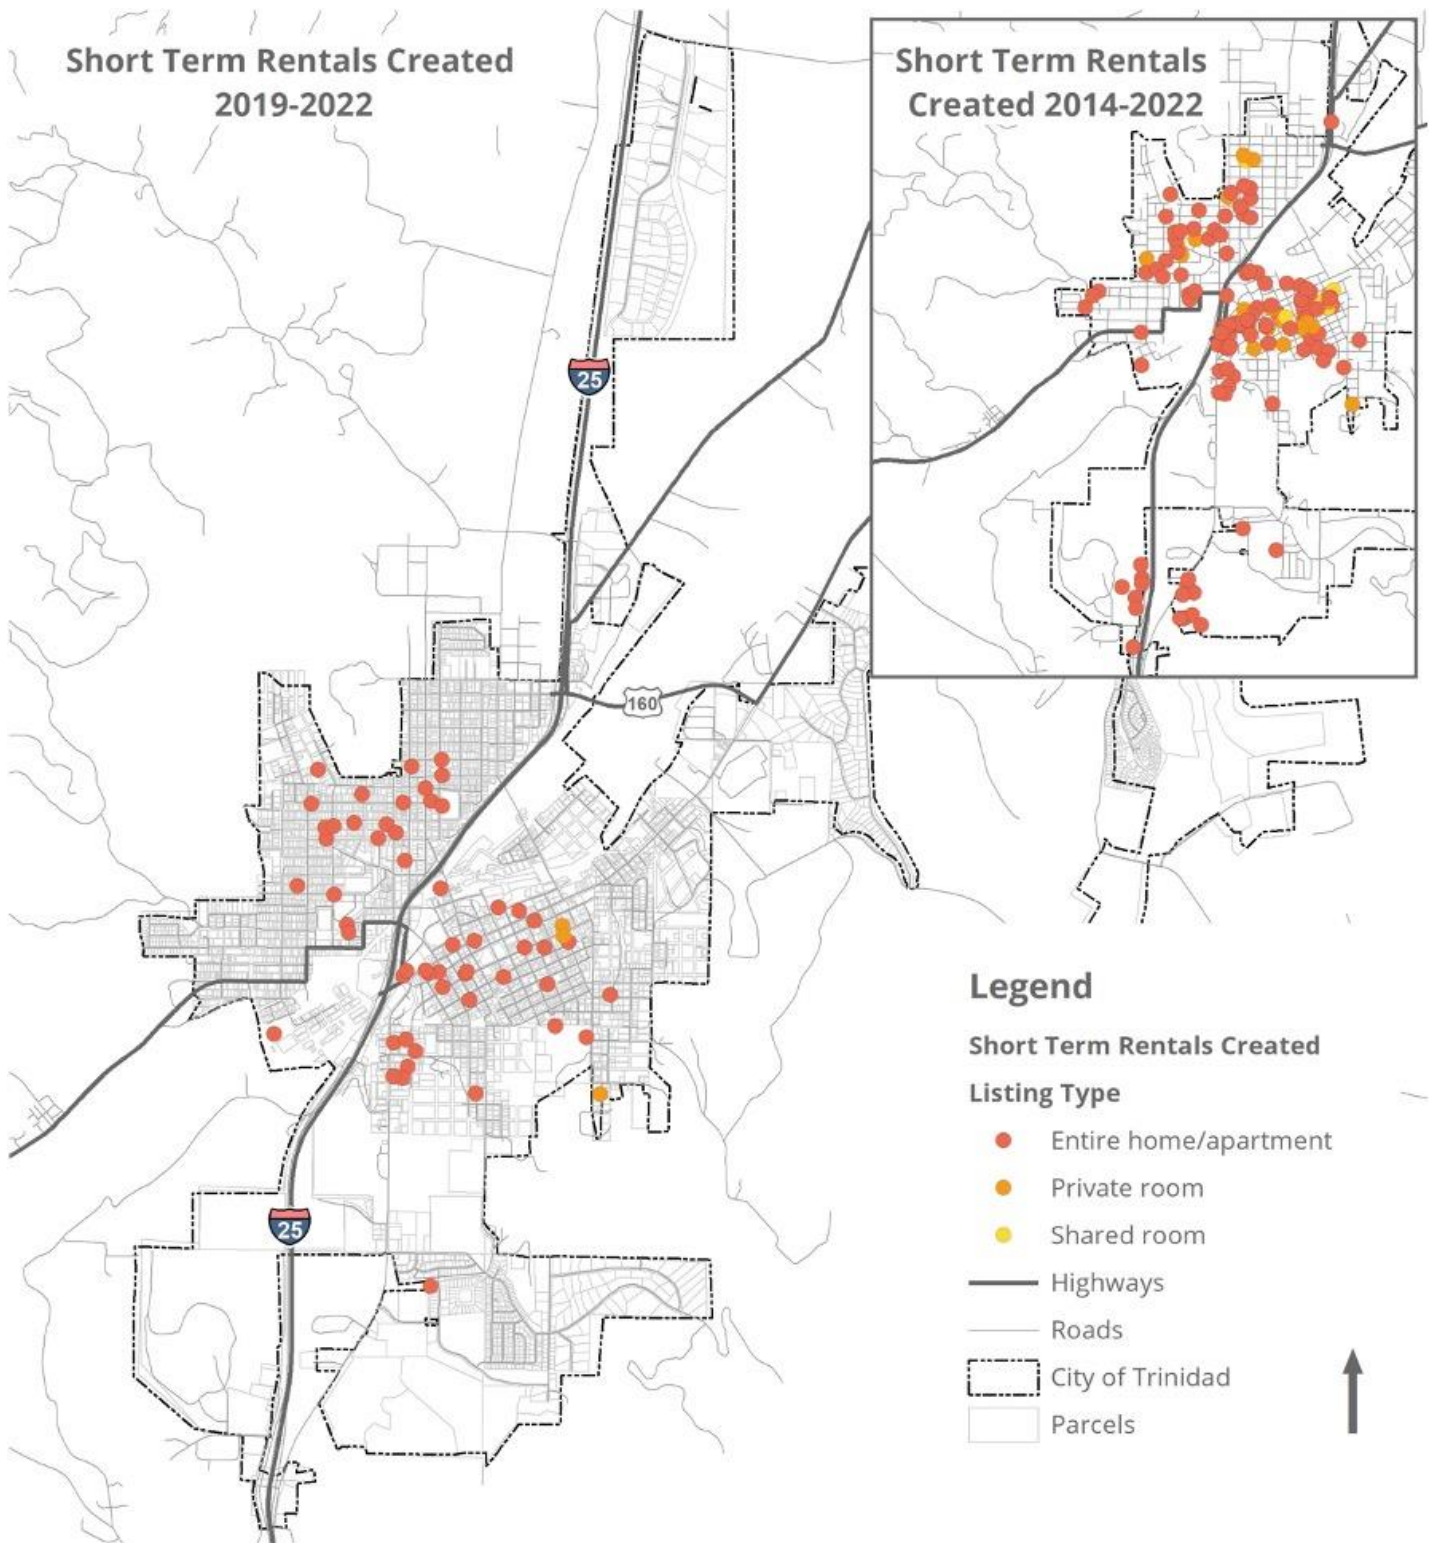 Short Term Rentals Created
2019-2022
Short Term Rentals
Created 2014-2022
25
160
25
Legend
Short Term Rentals Created
Listing Type
Entire home/apartment
Private room
Shared room
Highways
Roads
City of Trinidad
Parcels